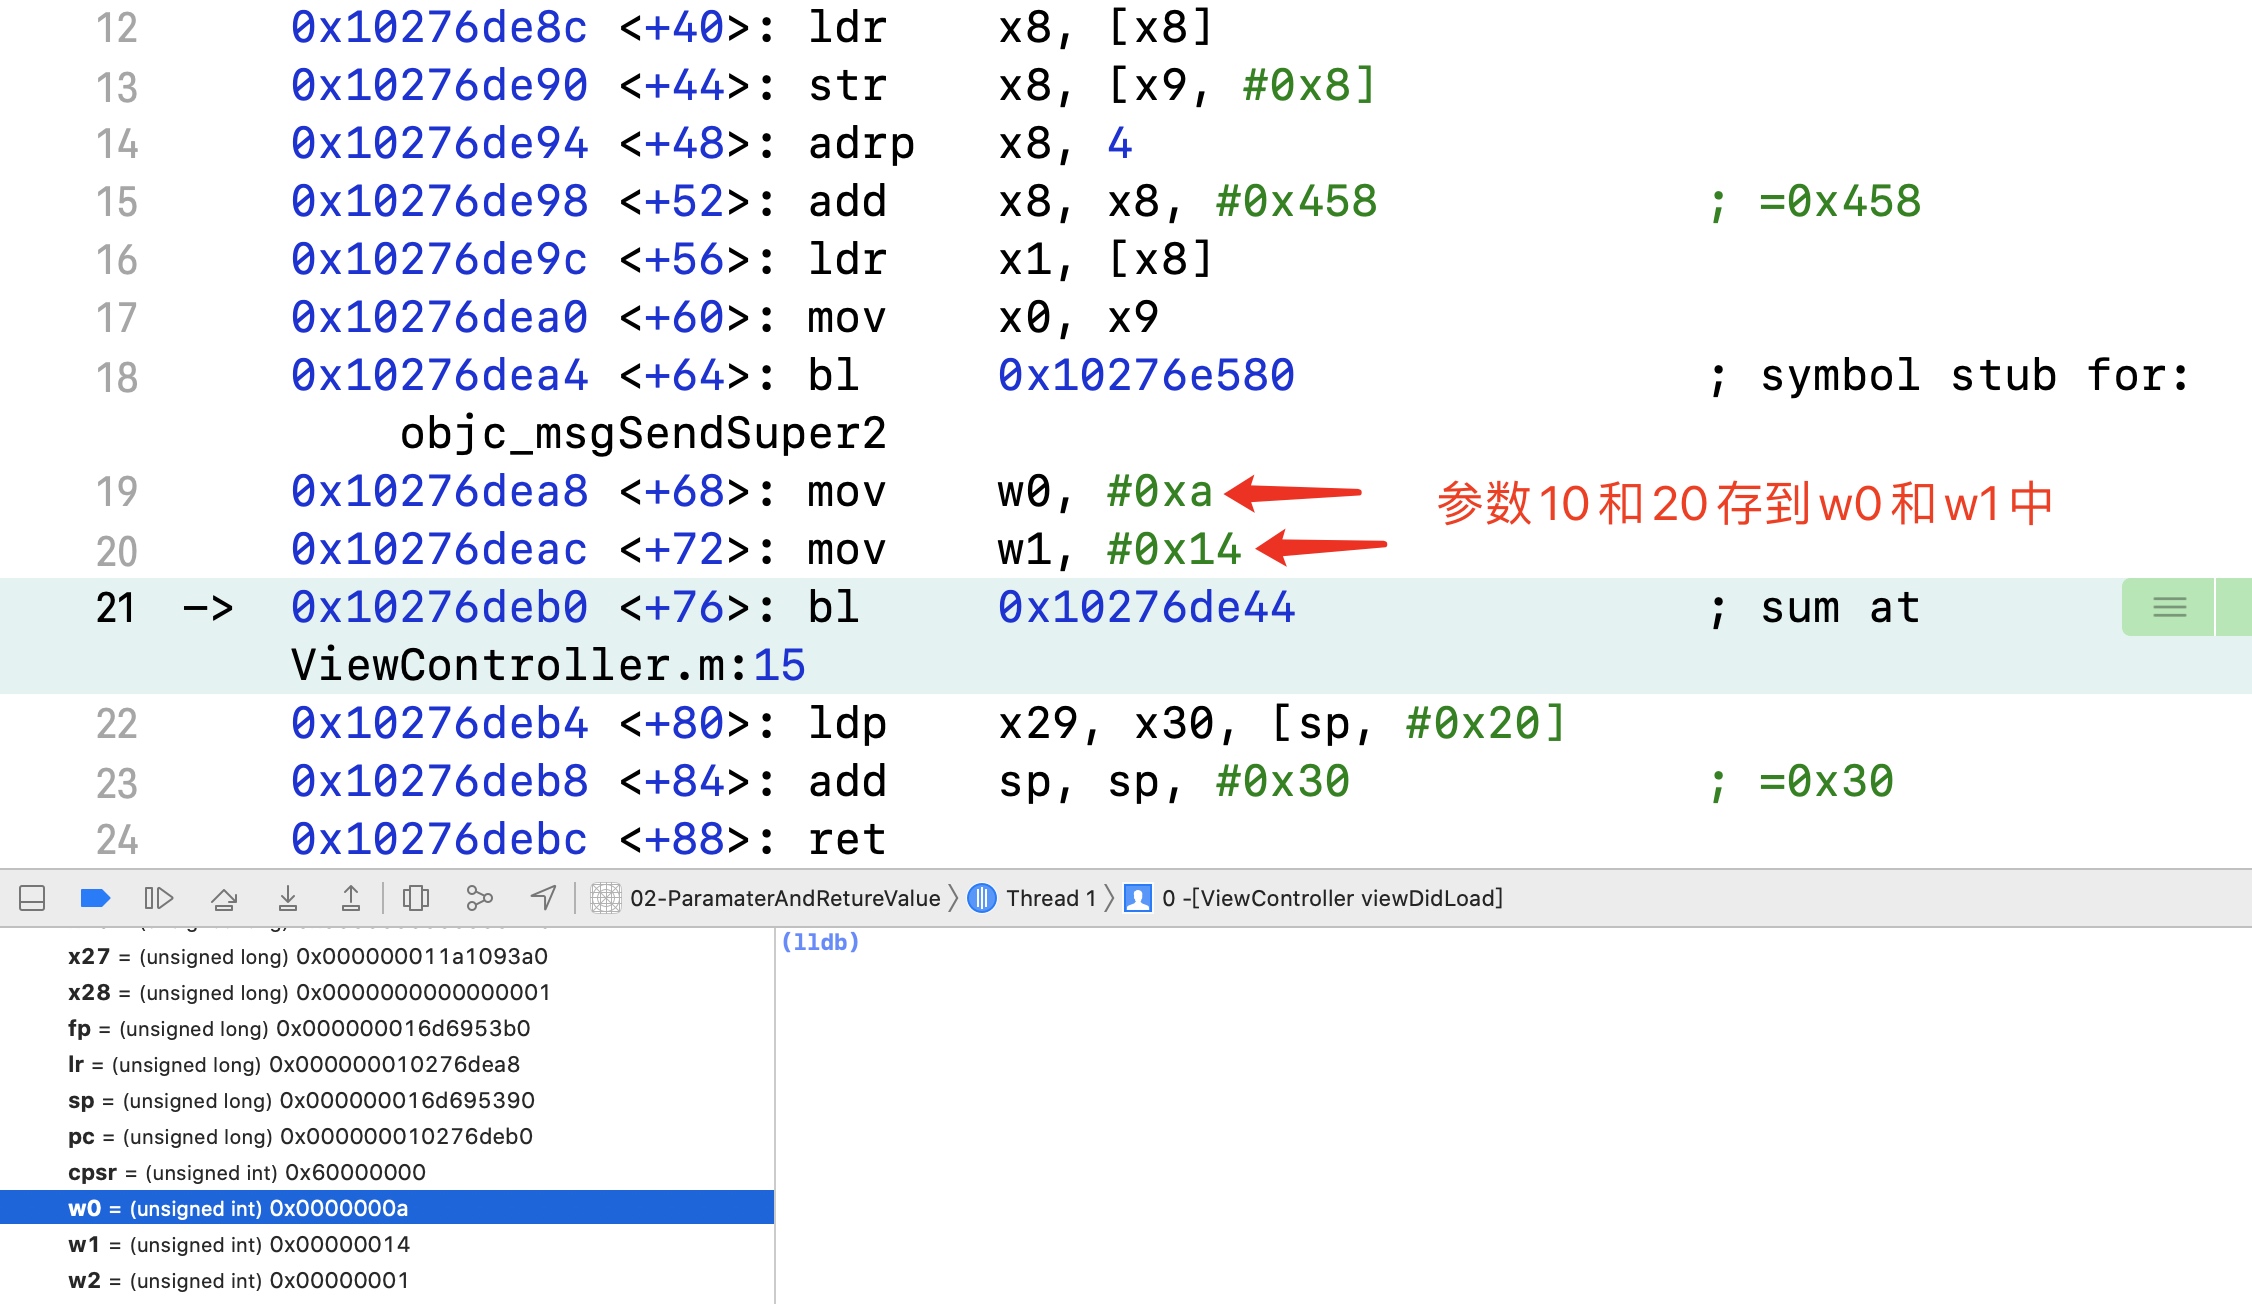 12 0x10276de8c <+40>: ldr x8, [x8]
13 0x10276de90 <+44>: str x8, [x9, #0x8]
14 0x10276de94 <+48>: adrp x8, 4
15 0x10276de98 <+52>: add x8, x8, #0x458 ; =0x458
16 0x10276de9c <+56>: ldr x1, [x8]
17 0x10276dea0 <+60>: mov x0, x9
18 0x10276dea4 <+64>: bl 0x10276e580 ; symbol stub for:
objc_msgSendSuper2
19 0x10276dea8 <+68>: mov w0, #0xa
参数10和20存到w0和w1中
20 0x10276deac <+72>: mov w1, #0x14
21 -> 0x10276deb0 <+76>: bl 0x10276de44 ; sum at
ViewController.m:15
22 0x10276deb4 <+80>: ldp x29, x30, [sp, #0x20]
23 0x10276deb8 <+84>: add sp, sp, #0x30 ; =0x30
24 0x10276debc <+88>: ret
02-ParamaterAndRetureValue 〉 Thread 1 〉 0 -[ViewController viewDidLoad]
x27 = (unsigned long) 0x000000011a1093a0
x28 = (unsigned long) 0x0000000000000001
fp = (unsigned long) 0x000000016d6953b0
lr = (unsigned long) 0x000000010276dea8
sp = (unsigned long) 0x000000016d695390
pc = (unsigned long) 0x000000010276deb0
cpsr = (unsigned int) 0x60000000
w0 = (unsigned int) 0x0000000a
w1 = (unsigned int) 0x00000014
w2 = (unsigned int) 0x00000001
(lldb)